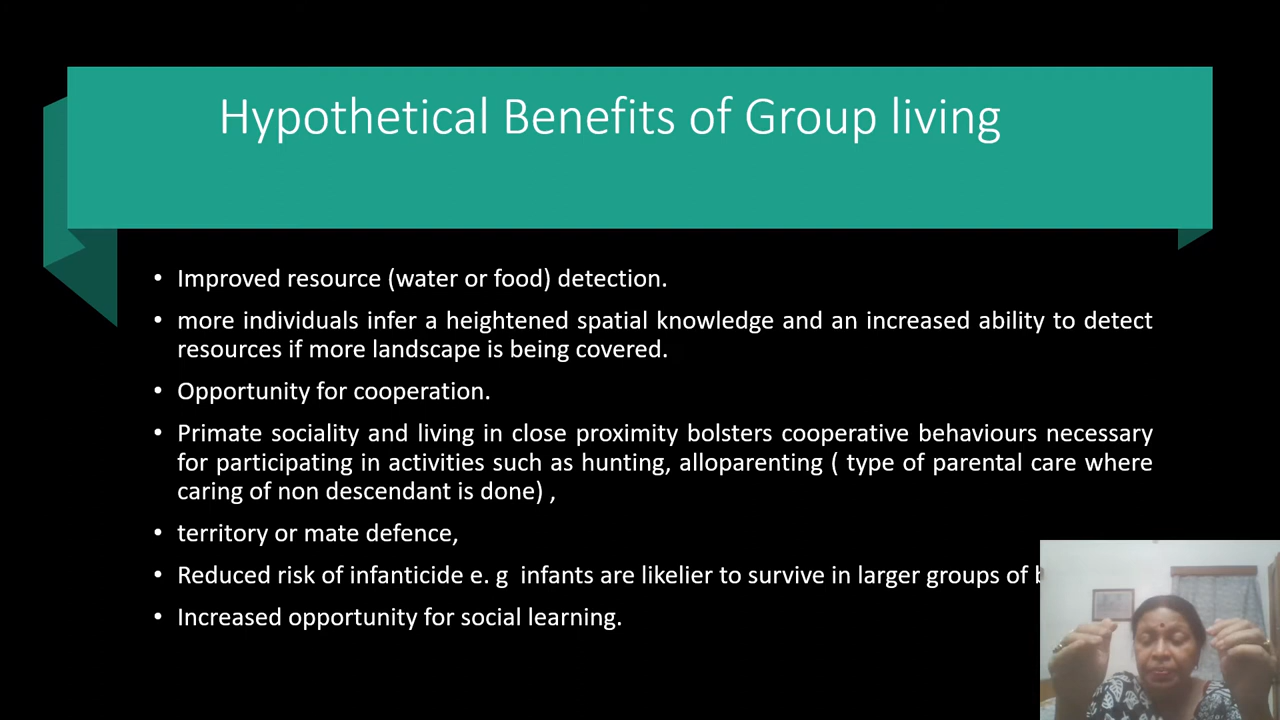 Hypothetical Benefits of Group living
• Improved resource (water or food) detection.
• more individuals infer a heightened spatial knowledge and an increased ability to detect
resources if more landscape is being covered.
• Opportunity for cooperation.
• Primate sociality and living in close proximity bolsters cooperative behaviours necessary
for participating in activities such as hunting, alloparenting ( type of parental care where
caring of non descendant is done) ,
• territory or mate defence,
• Reduced risk of infanticide e. g infants are likelier to survive in larger groups of
• Increased opportunity for social learning.